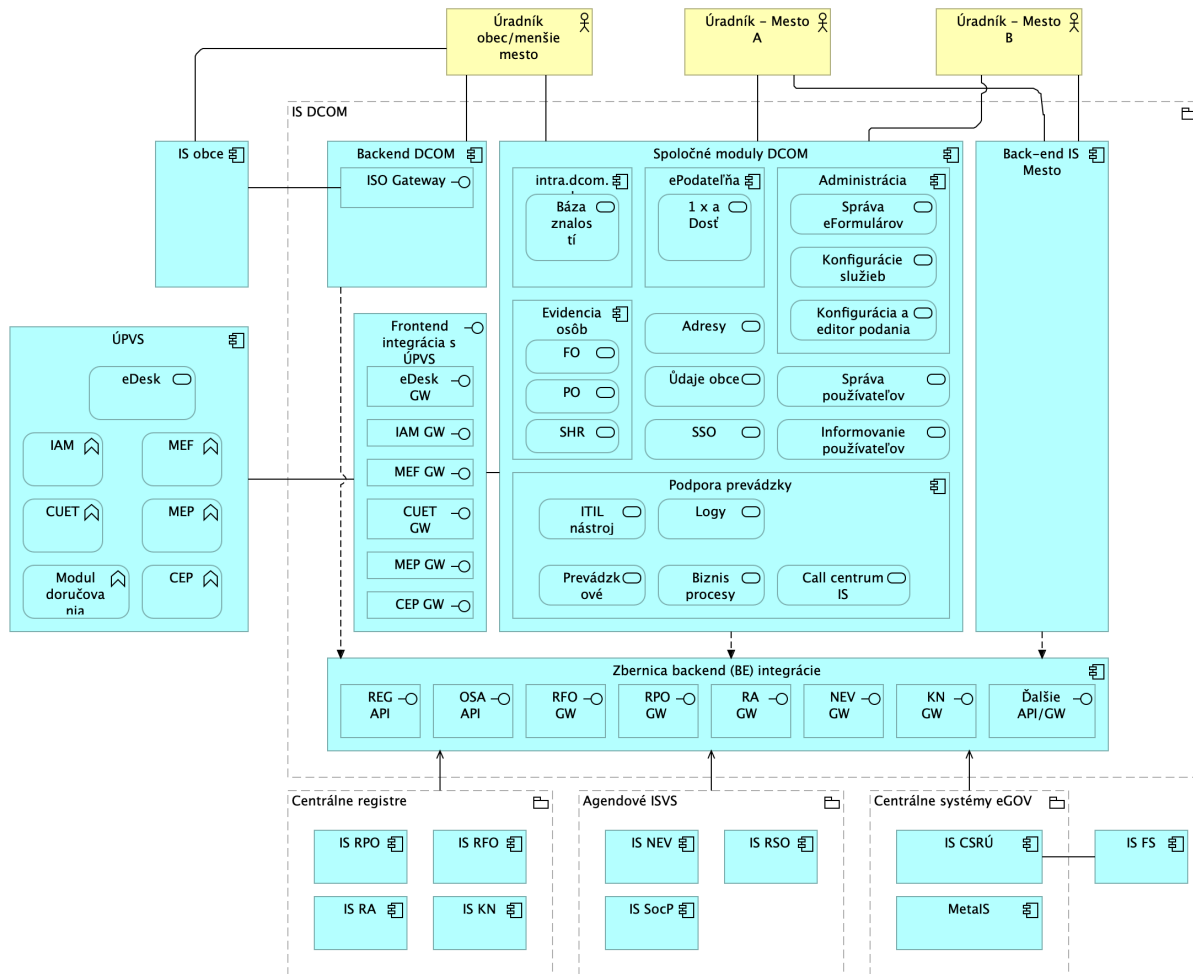 Úradník
obec/menšie
mesto
Úradník - Mesto
A
Úradník - Mesto
B
IS DCOM
IS obce
Backend DCOM
ISO Gateway
Spoločné moduly DCOM
intra.dcom.
Báza
znalos
tí
ePodateľňa
1 x a
Dosť
Administrácia
Správa
eFormulárov
Konfigurácie
služieb
Konfigurácia a
editor podania
Back-end IS
Mesto
Evidencia
osôb
FO
PO
SHR
Adresy
Ůdaje obce
SSO
Správa
používateľov
Informovanie
používateľov
ÚPVS
eDesk
IAM
MEF
CUET
MEP
Modul
doručova
nia
CEP
Frontend
integrácia s
ÚPVS
eDesk
GW
IAM GW
MEF GW
CUET
GW
MEP GW
CEP GW
Podpora prevádzky
ITIL
nástroj
Logy
Prevádzk
ové
Biznis
procesy
Call centrum
IS
Zbernica backend (BE) integrácie
REG
API
OSA
API
RFO
GW
RPO
GW
RA
GW
NEV
GW
KN
GW
Ďalšie
API/GW
Centrálne registre
IS RPO
IS RFO
IS RA
IS KN
Agendové ISVS
IS NEV
IS RSO
IS SocP
Centrálne systémy eGOV
IS CSRÚ
MetaIS
IS FS